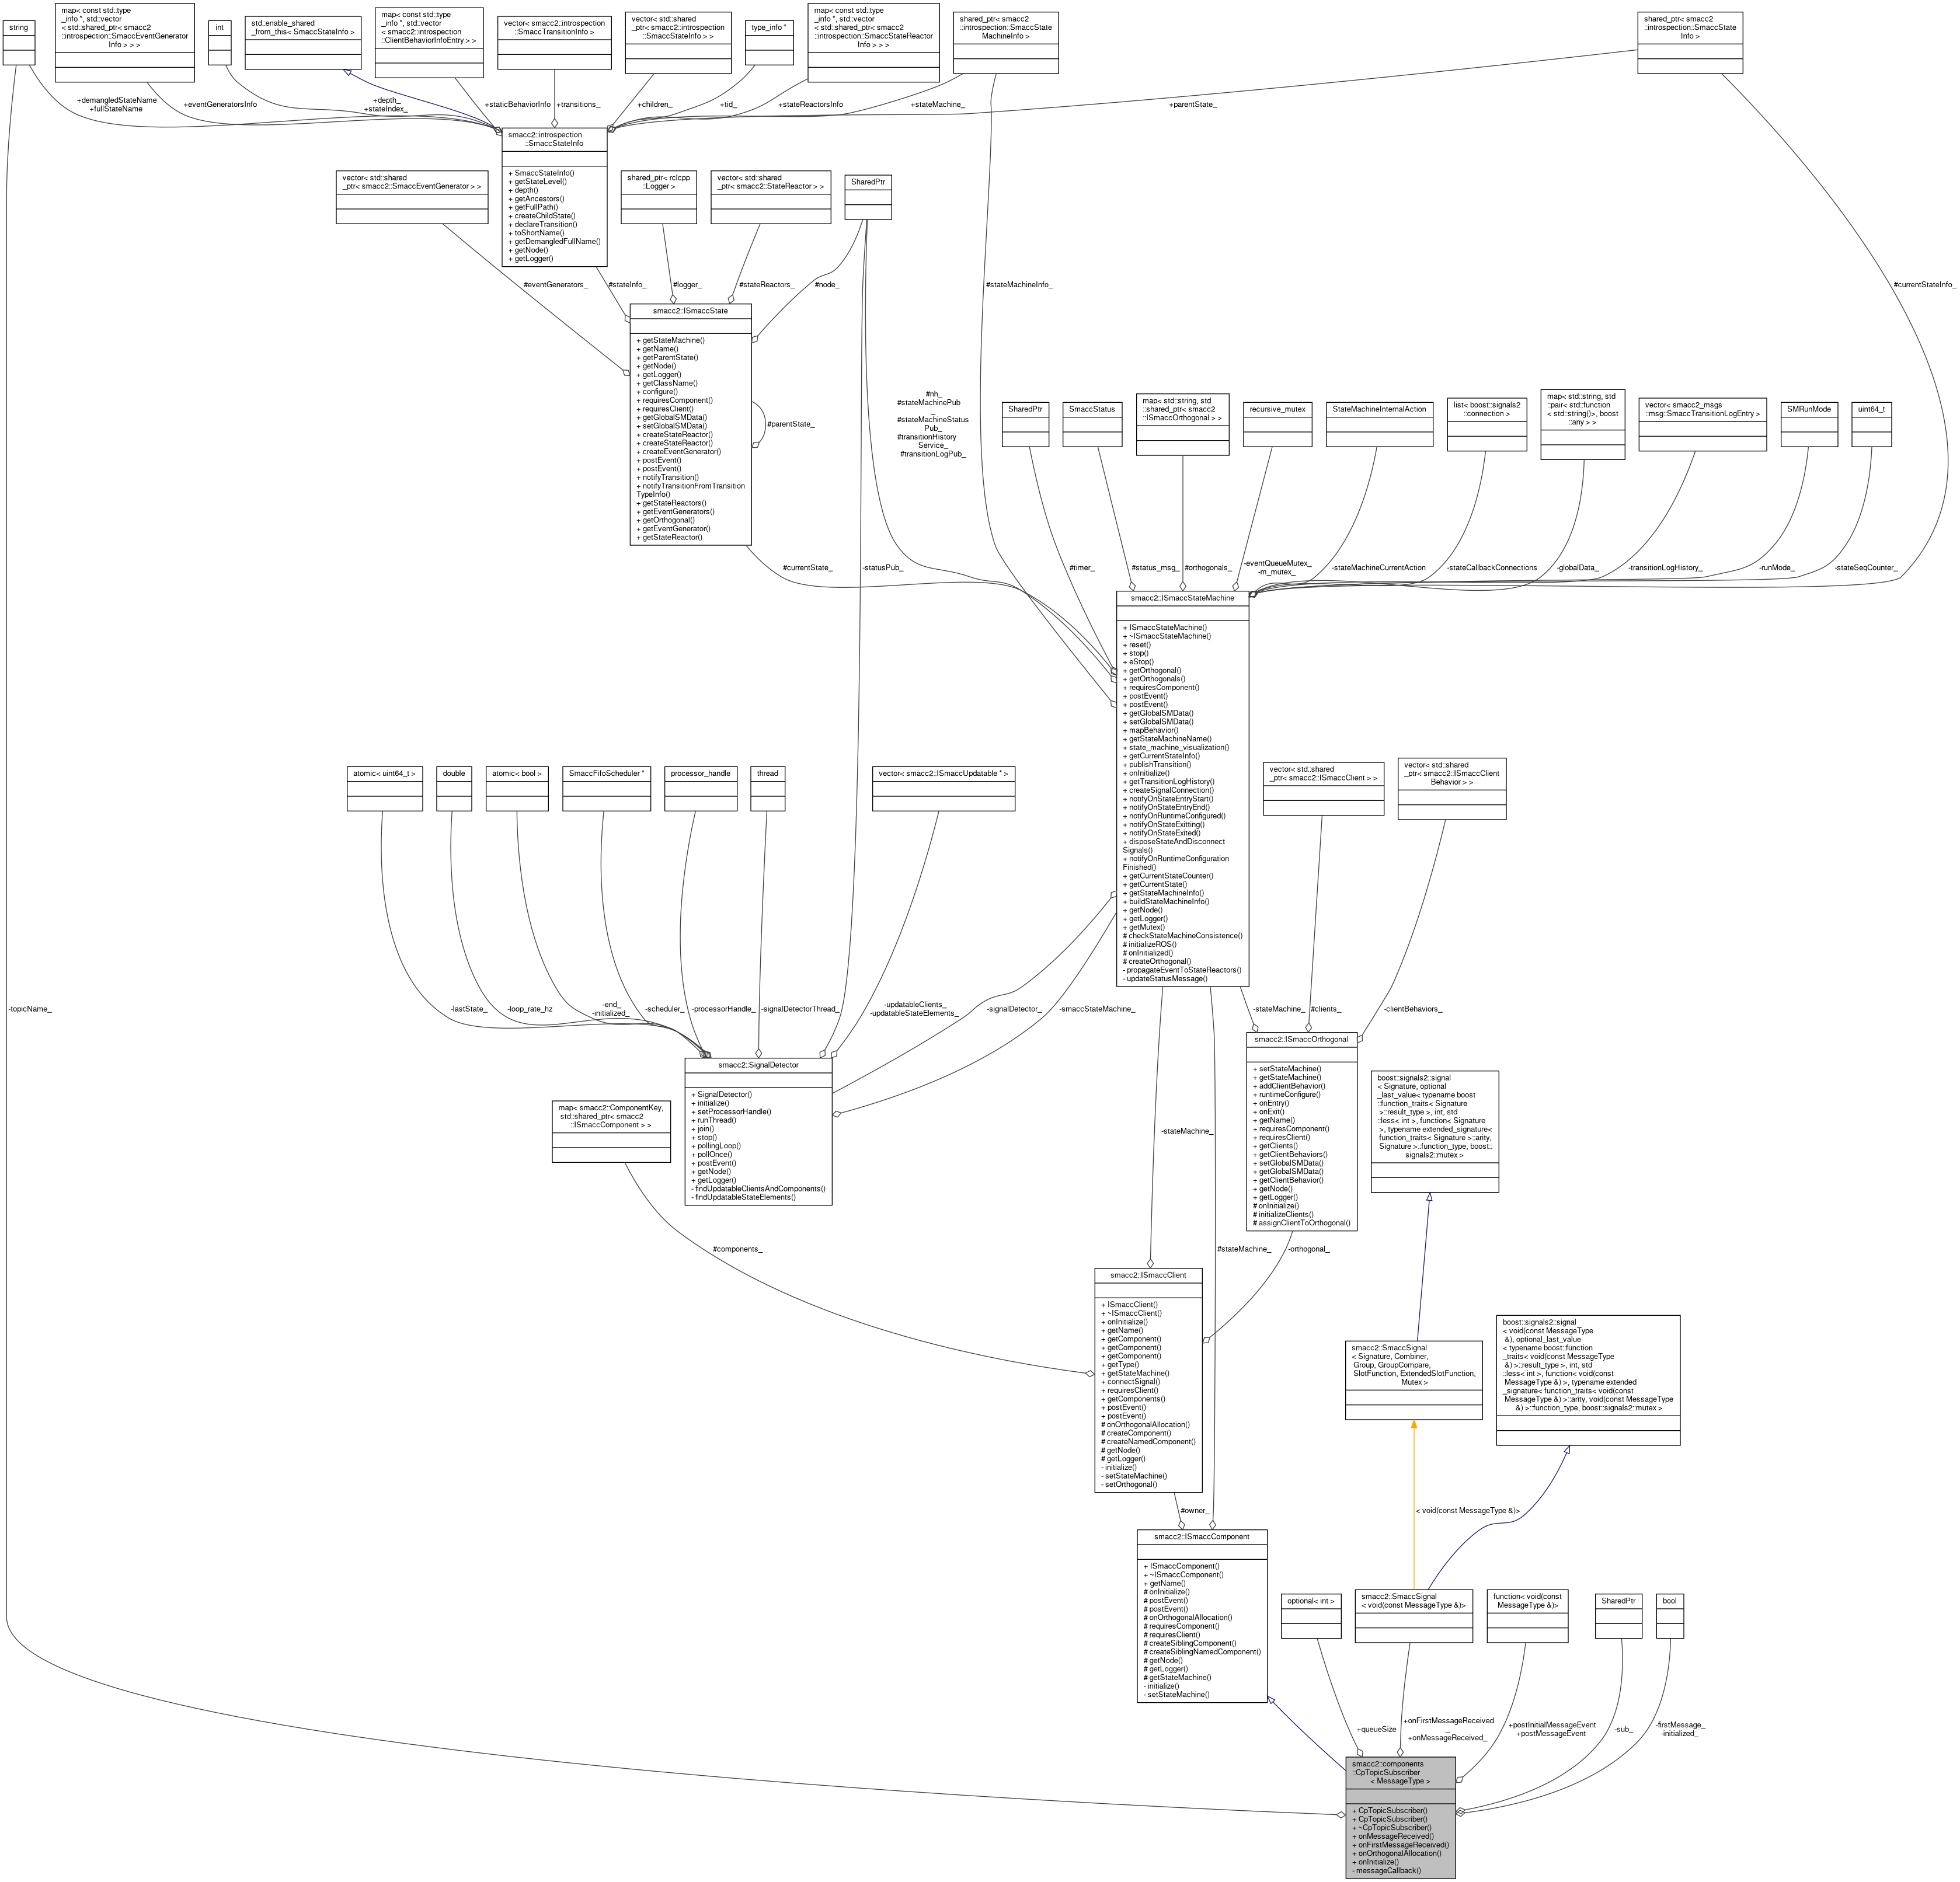 string
map< const std::type
_info *, std::vector
< std::shared_ptr< smacc2
::introspection::SmaccEventGenerator
Info > > >
int
std::enable_shared
_from_this< SmaccStateInfo >
map< const std::type
_info *, std::vector
< smacc2::introspection
::ClientBehaviorInfoEntry > >
vector< smacc2::introspection
::SmaccTransitionInfo >
vector< std::shared
_ptr< smacc2::introspection
::SmaccStateInfo > >
type_info *
map< const std::type
_info *, std::vector
< std::shared_ptr< smacc2
::introspection::SmaccStateReactor
Info > > >
shared_ptr< smacc2
::introspection::SmaccState
MachineInfo >
shared_ptr< smacc2
::introspection::SmaccState
Info >
+demangledStateName
+fullStateName
+eventGeneratorsInfo
+depth_
+stateIndex_
+staticBehaviorInfo
+transitions_
+children_
+tid_
+stateReactorsInfo
+stateMachine_
+parentState_
smacc2::introspection
::SmaccStateInfo
+ SmaccStateInfo()
+ getStateLevel()
+ depth()
+ getAncestors()
+ getFullPath()
+ createChildState()
+ declareTransition()
+ toShortName()
+ getDemangledFullName()
+ getNode()
+ getLogger()
vector< std::shared
_ptr< smacc2::SmaccEventGenerator > >
shared_ptr< rclcpp
::Logger >
vector< std::shared
_ptr< smacc2::StateReactor > >
SharedPtr
#eventGenerators_
#stateInfo_
#logger_
#stateReactors_
#node_
#stateMachineInfo_
#currentStateInfo_
smacc2::ISmaccState
+ getStateMachine()
+ getName()
+ getParentState()
+ getNode()
+ getLogger()
+ getClassName()
+ configure()
+ requiresComponent()
+ requiresClient()
+ getGlobalSMData()
+ setGlobalSMData()
+ createStateReactor()
+ createStateReactor()
+ createEventGenerator()
+ postEvent()
+ postEvent()
+ notifyTransition()
+ notifyTransitionFromTransition
TypeInfo()
+ getStateReactors()
+ getEventGenerators()
+ getOrthogonal()
+ getEventGenerator()
+ getStateReactor()
#parentState_
#nh_
#stateMachinePub
_
#stateMachineStatus
Pub_
#transitionHistory
Service_
#transitionLogPub_
SharedPtr
SmaccStatus
map< std::string, std
::shared_ptr< smacc2
::ISmaccOrthogonal > >
recursive_mutex
StateMachineInternalAction
list< boost::signals2
::connection >
map< std::string, std
::pair< std::function
< std::string()>, boost
::any > >
vector< smacc2_msgs
::msg::SmaccTransitionLogEntry >
SMRunMode
uint64_t
#currentState_
-statusPub_
#timer_
#status_msg_
#orthogonals_
-eventQueueMutex_
-m_mutex_
-stateMachineCurrentAction
-stateCallbackConnections
-globalData_
-transitionLogHistory_
-runMode_
-stateSeqCounter_
smacc2::ISmaccStateMachine
+ ISmaccStateMachine()
+ ~ISmaccStateMachine()
+ reset()
+ stop()
+ eStop()
+ getOrthogonal()
+ getOrthogonals()
+ requiresComponent()
+ postEvent()
+ postEvent()
+ getGlobalSMData()
+ setGlobalSMData()
+ mapBehavior()
+ getStateMachineName()
+ state_machine_visualization()
+ getCurrentStateInfo()
+ publishTransition()
+ onInitialize()
+ getTransitionLogHistory()
+ createSignalConnection()
+ notifyOnStateEntryStart()
+ notifyOnStateEntryEnd()
+ notifyOnRuntimeConfigured()
+ notifyOnStateExitting()
+ notifyOnStateExited()
+ disposeStateAndDisconnect
Signals()
+ notifyOnRuntimeConfiguration
Finished()
+ getCurrentStateCounter()
+ getCurrentState()
+ getStateMachineInfo()
+ buildStateMachineInfo()
+ getNode()
+ getLogger()
+ getMutex()
# checkStateMachineConsistence()
# initializeROS()
# onInitialized()
# createOrthogonal()
- propagateEventToStateReactors()
- updateStatusMessage()
atomic< uint64_t >
double
atomic< bool >
SmaccFifoScheduler *
processor_handle
thread
vector< smacc2::ISmaccUpdatable * >
vector< std::shared
_ptr< smacc2::ISmaccClient > >
vector< std::shared
_ptr< smacc2::ISmaccClient
Behavior > >
-topicName_
-lastState_
-loop_rate_hz
-end_
-initialized_
-scheduler_
-processorHandle_
-signalDetectorThread_
-updatableClients_
-updatableStateElements_
-signalDetector_
-smaccStateMachine_
-stateMachine_
#clients_
-clientBehaviors_
smacc2::SignalDetector
+ SignalDetector()
+ initialize()
+ setProcessorHandle()
+ runThread()
+ join()
+ stop()
+ pollingLoop()
+ pollOnce()
+ postEvent()
+ getNode()
+ getLogger()
- findUpdatableClientsAndComponents()
- findUpdatableStateElements()
smacc2::ISmaccOrthogonal
+ setStateMachine()
+ getStateMachine()
+ addClientBehavior()
+ runtimeConfigure()
+ onEntry()
+ onExit()
+ getName()
+ requiresComponent()
+ requiresClient()
+ getClients()
+ getClientBehaviors()
+ setGlobalSMData()
+ getGlobalSMData()
+ getClientBehavior()
+ getNode()
+ getLogger()
# onInitialize()
# initializeClients()
# assignClientToOrthogonal()
boost::signals2::signal
< Signature, optional
_last_value< typename boost
::function_traits< Signature
>::result_type >, int, std
::less< int >, function< Signature
>, typename extended_signature<
function_traits< Signature >::arity,
Signature >::function_type, boost::
signals2::mutex >
map< smacc2::ComponentKey,
std::shared_ptr< smacc2
::ISmaccComponent > >
-stateMachine_
#components_
#stateMachine_
-orthogonal_
smacc2::ISmaccClient
+ ISmaccClient()
+ ~ISmaccClient()
+ onInitialize()
+ getName()
+ getComponent()
+ getComponent()
+ getComponent()
+ getType()
+ getStateMachine()
+ connectSignal()
+ requiresClient()
+ getComponents()
+ postEvent()
+ postEvent()
# onOrthogonalAllocation()
# createComponent()
# createNamedComponent()
# getNode()
# getLogger()
- initialize()
- setStateMachine()
- setOrthogonal()
smacc2::SmaccSignal
< Signature, Combiner,
Group, GroupCompare,
SlotFunction, ExtendedSlotFunction,
Mutex >
boost::signals2::signal
< void(const MessageType
&), optional_last_value
< typename boost::function
_traits< void(const MessageType
&) >::result_type >, int, std
::less< int >, function< void(const
MessageType &) >, typename extended
_signature< function_traits< void(const
MessageType &) >::arity, void(const MessageType
&) >::function_type, boost::signals2::mutex >
#owner_
< void(const MessageType &)>
smacc2::ISmaccComponent
+ ISmaccComponent()
+ ~ISmaccComponent()
+ getName()
# onInitialize()
# postEvent()
# postEvent()
# onOrthogonalAllocation()
# requiresComponent()
# requiresClient()
# createSiblingComponent()
# createSiblingNamedComponent()
# getNode()
# getLogger()
# getStateMachine()
- initialize()
- setStateMachine()
optional< int >
smacc2::SmaccSignal
< void(const MessageType &)>
function< void(const
MessageType &)>
SharedPtr
bool
+queueSize
+onFirstMessageReceived
_
+onMessageReceived_
+postInitialMessageEvent
+postMessageEvent
-sub_
-firstMessage_
-initialized_
smacc2::components
::CpTopicSubscriber
< MessageType >
+ CpTopicSubscriber()
+ CpTopicSubscriber()
+ ~CpTopicSubscriber()
+ onMessageReceived()
+ onFirstMessageReceived()
+ onOrthogonalAllocation()
+ onInitialize()
- messageCallback()